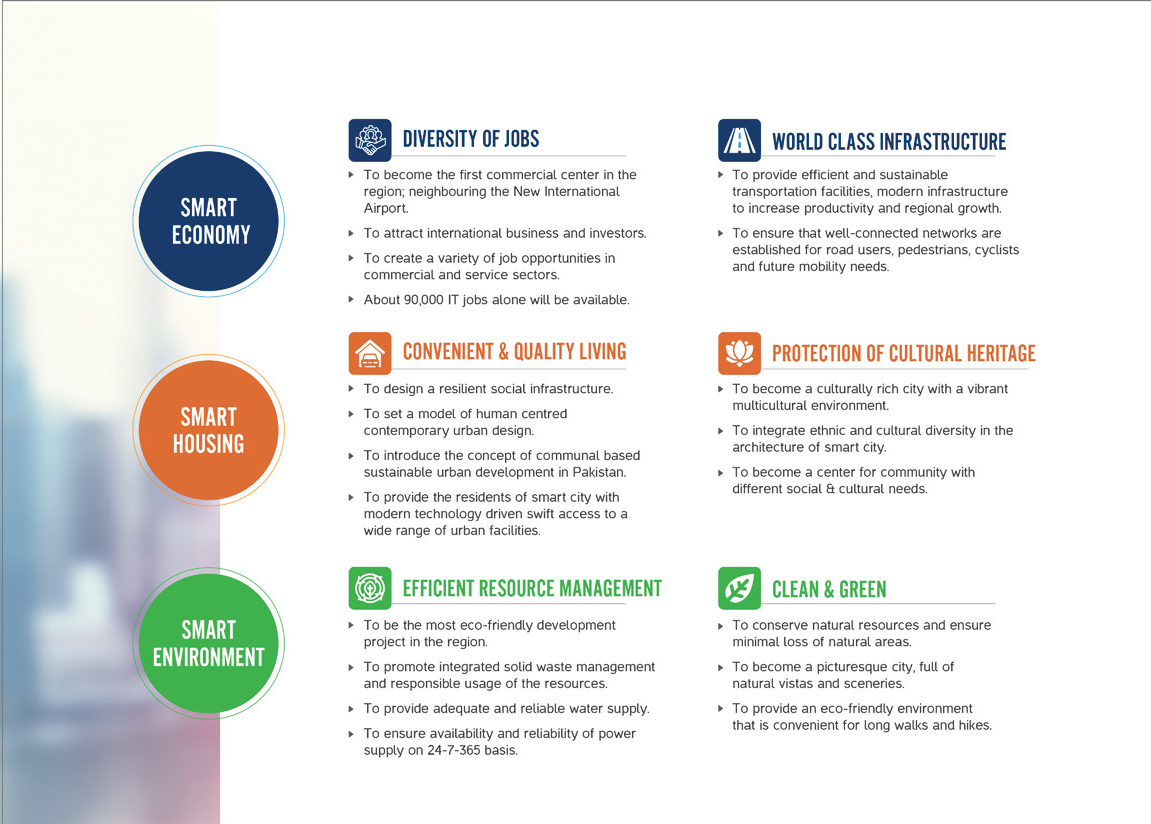 SMART
ECONOMY
DIVERSITY OF JOBS
To become the first commercial center in the
region; neighbouring the New International
Airport.
To attract international business and investors.
To create a variety of job opportunities in
commercial and service sectors.
About 90,000 IT jobs alone will be available.
WORLD CLASS INFRASTRUCTURE
To provide efficient and sustainable
transportation facilities, modern infrastructure
to increase productivity and regional growth.
To ensure that well-connected networks are
established for road users, pedestrians, cyclists
and future mobility needs.
SMART
HOUSING
CONVENIENT & QUALITY LIVING
To design a resilient social infrastructure.
To set a model of human centred
contemporary urban design.
To introduce the concept of communal based
sustainable urban development in Pakistan.
To provide the residents of smart city with
modern technology driven swift access to a
wide range of urban facilities.
PROTECTION OF CULTURAL HERITAGE
To become a culturally rich city with a vibrant
multicultural environment.
To integrate ethnic and cultural diversity in the
architecture of smart city.
To become a center for community with
different social & cultural needs.
SMART
ENVIRONMENT
EFFICIENT RESOURCE MANAGEMENT
To be the most eco-friendly development
project in the region.
To promote integrated solid waste management
and responsible usage of the resources.
To provide adequate and reliable water supply.
To ensure availability and reliability of power
supply on 24-7-365 basis.
CLEAN & GREEN
To conserve natural resources and ensure
minimal loss of natural areas.
To become a picturesque city, full of
natural vistas and sceneries.
To provide an eco-friendly environment
that is convenient for long walks and hikes.